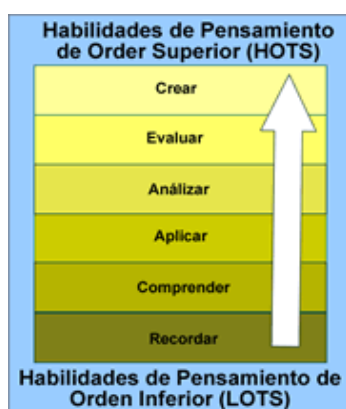 Habilidades de Pensamiento
de Order Superior (HOTS)
Crear
Evaluar
Análizar
Aplicar
Comprender
Recordar
Habilidades de Pensamiento de
Orden Inferior (LOTS)